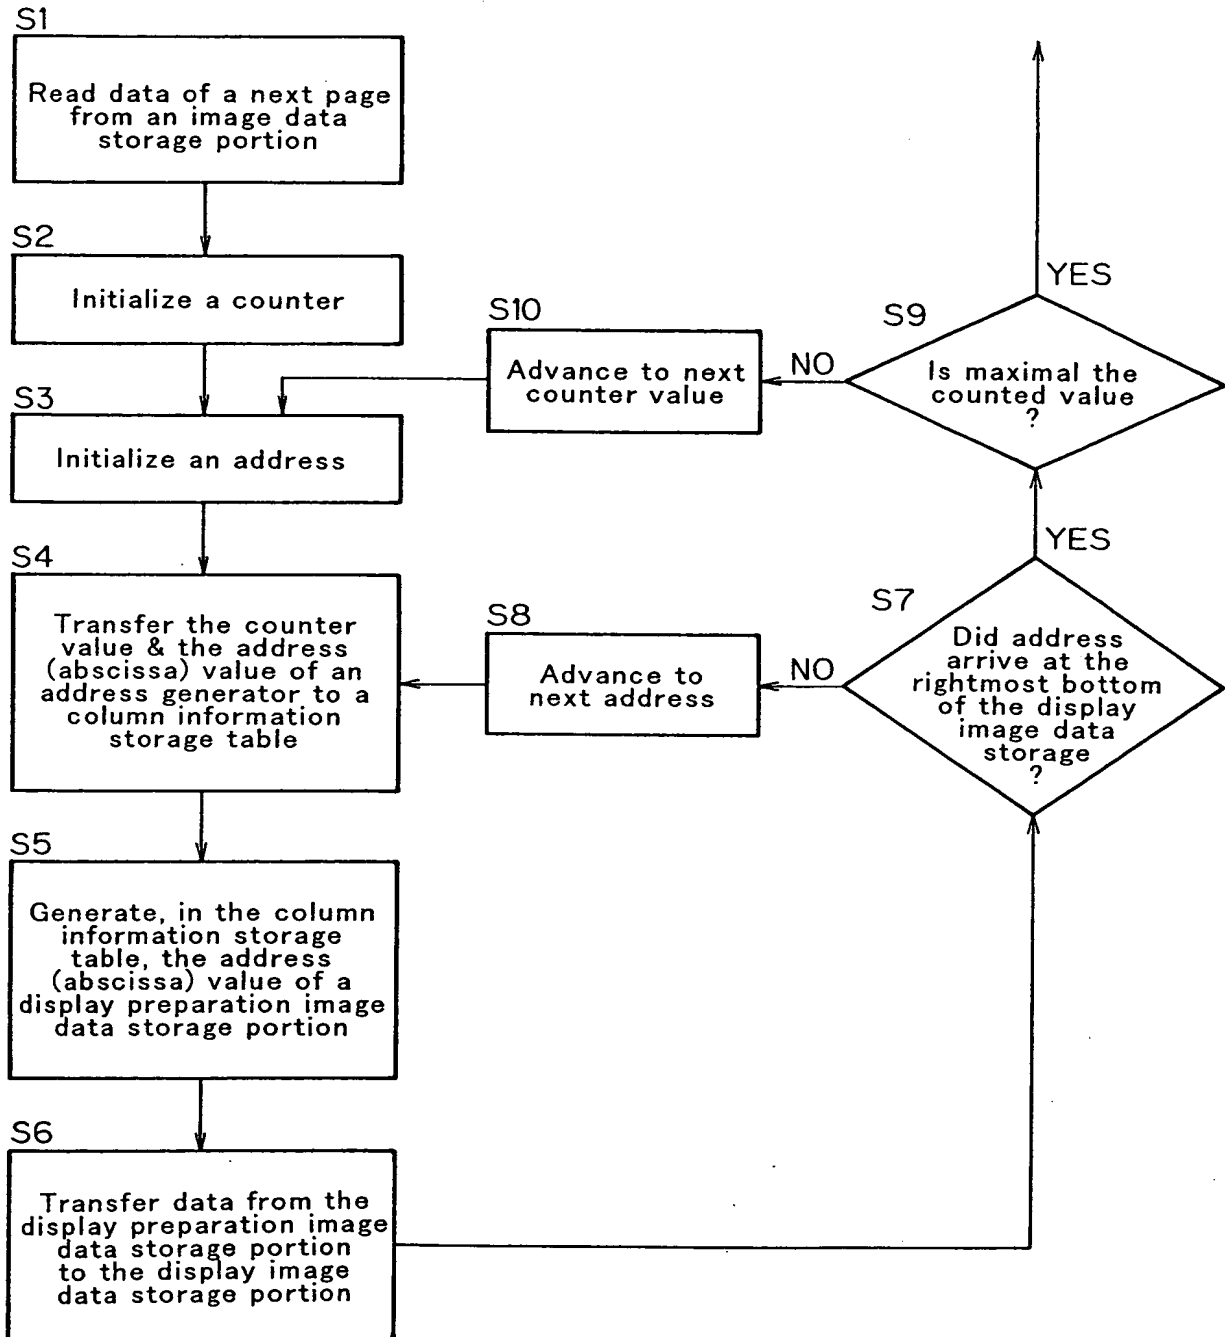 S1
Read data of a next page
from an image data
storage portion
S2
Initialize a counter
S3
Initialize an address
S4
Transfer the counter
value & the address
(abscissa) value of an
address generator to a
column information
storage table
S5
Generate, in the column
information storage
table, the address
(abscissa) value of a
display preparation image
data storage portion
S6
Transfer data from the
display preparation image
data storage portion
to the display image
data storage portion
S7
Did address
arrive at the
rightmost bottom
of the display
image data
storage
?
YES
NO
S8
Advance to
next address
S9
Is maximal the
counted value
?
YES
NO
S10
Advance to next
counter value